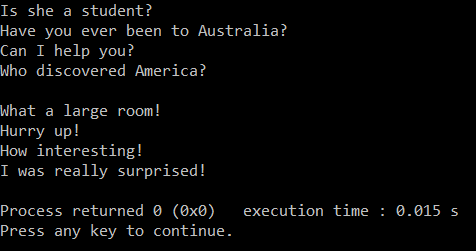 Is she a student?
Have you ever been to Australia?
Can I help you?
Who discovered America?

What a large room!
Hurry up!
How interesting!
I was really surprised!

Process returned 0 (0x0)   execution time : 0.015 s
Press any key to continue.